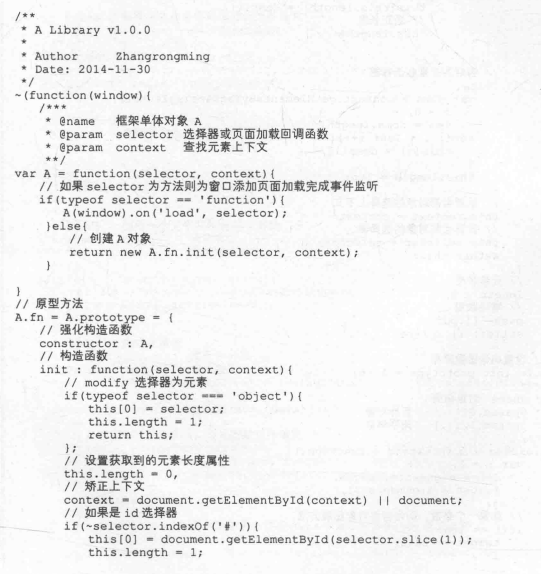 /**
 * A Library v1.0.0
 *
 * Author     Zhangrongming
 * Date: 2014-11-30
 */
~(function(window){
    /***
     * @name   框架单体对象 A
     * @param  selector 选择器或页面加载回调函数
     * @param  context   查找元素上下文
     **/
var A = function(selector, context){
    // 如果 selector 为方法则为窗口添加页面加载完成事件监听
    if(typeof selector == 'function'){
        A(window).on('load', selector);
    }else{
        // 创建 A 对象
        return new A.fn.init(selector, context);
    }
}
// 原型方法
A.fn = A.prototype = {
    // 强化构造函数
    constructor : A,
    // 构造函数
    init : function(selector, context){
        // modify 选择器为元素
        if(typeof selector === 'object'){
            this[0] = selector;
            this.length = 1;
            return this;
        };
        // 设置获取到的元素长度属性
        this.length = 0,
        // 矫正上下文
        context = document.getElementById(context) || document;
        // 如果是 id 选择器
        if(~selector.indexOf('#')){
            this[0] = document.getElementById(selector.slice(1));
            this.length = 1;